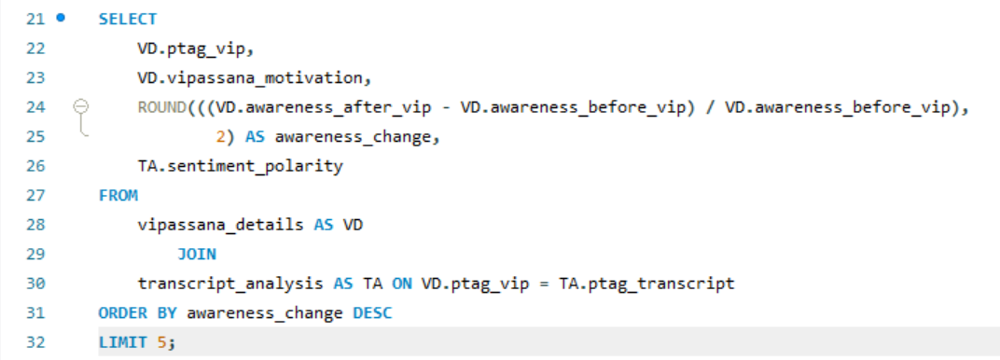 21 SELECT
22 VD.ptag_vip,
23 VD.vipassana_motivation,
24 ROUND(((VD.awareness_after_vip - VD.awareness_before_vip) / VD.awareness_before_vip),
25 2) AS awareness_change,
26 TA.sentiment_polarity
27 FROM
28 vipassana_details AS VD
29 JOIN
30 transcript_analysis AS TA ON VD.ptag_vip = TA.ptag_transcript
31 ORDER BY awareness_change DESC
32 LIMIT 5;